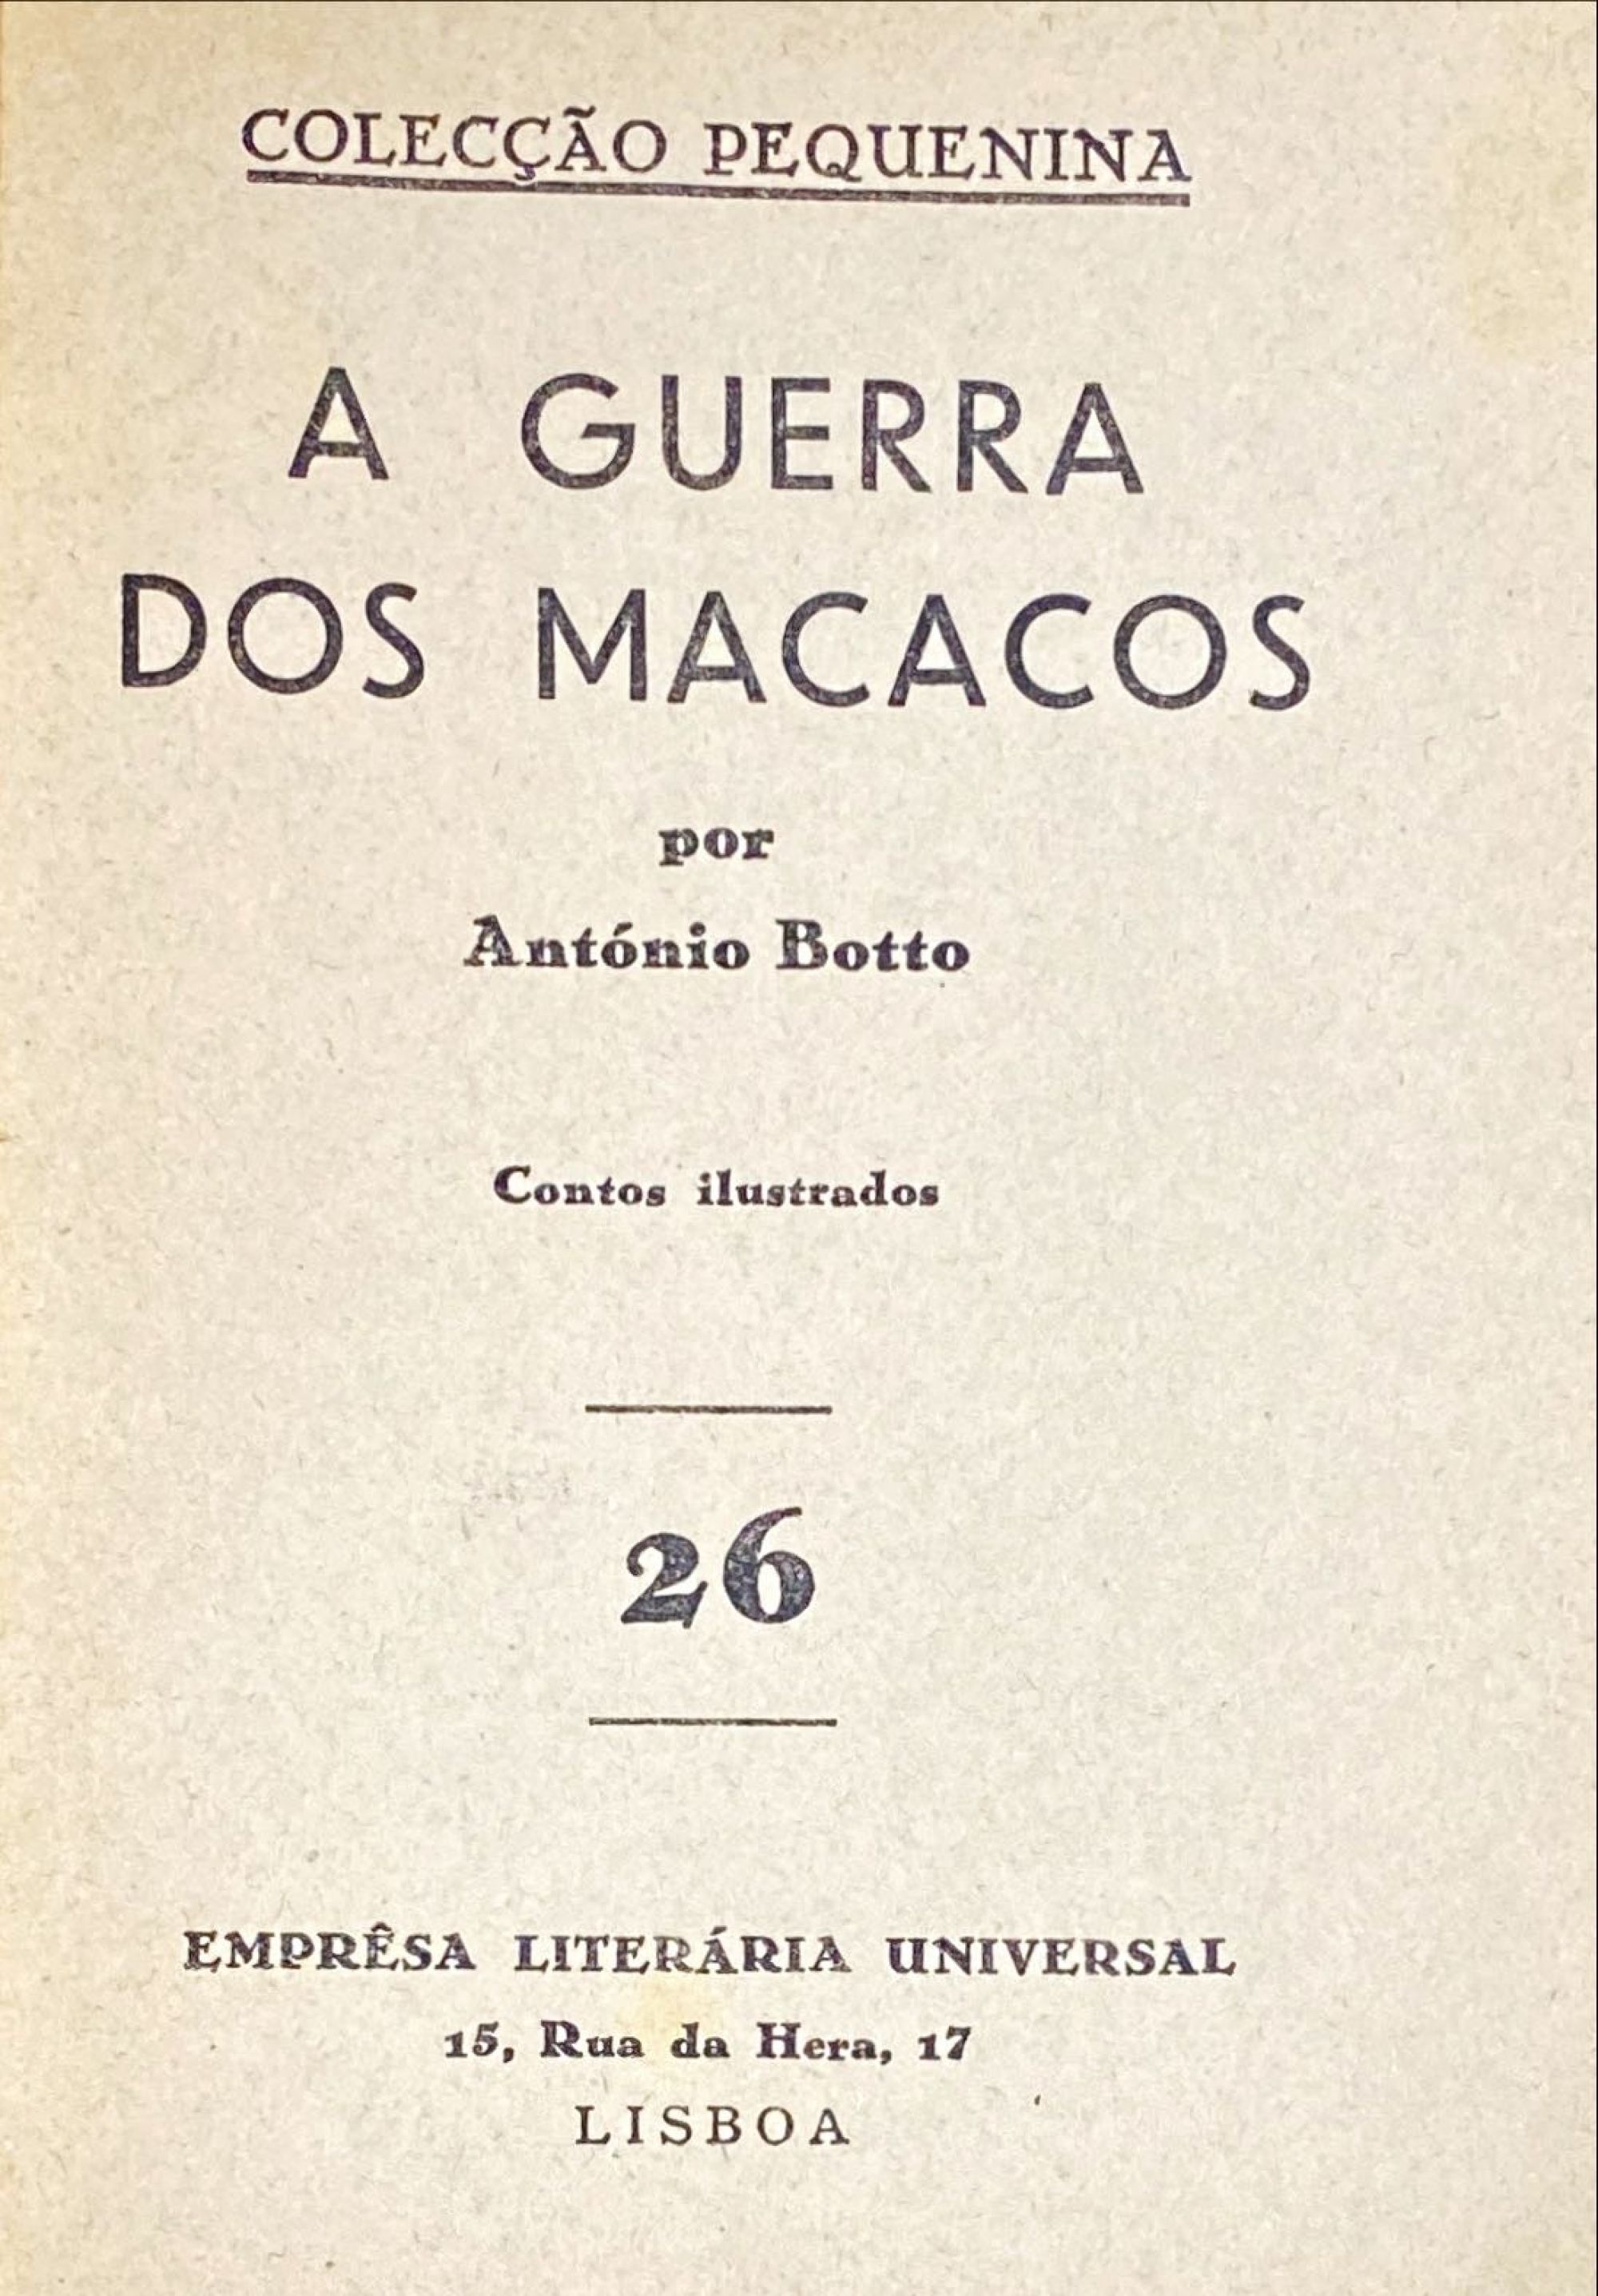 COLECÇÃO PEQUENINA
A GUERRA
DOS MACACOS
por
António Botto
Contos ilustrados
26
EMPRÊSA LITERÁRIA UNIVERSAL
15, Rua da Hera, 17
LISBOA